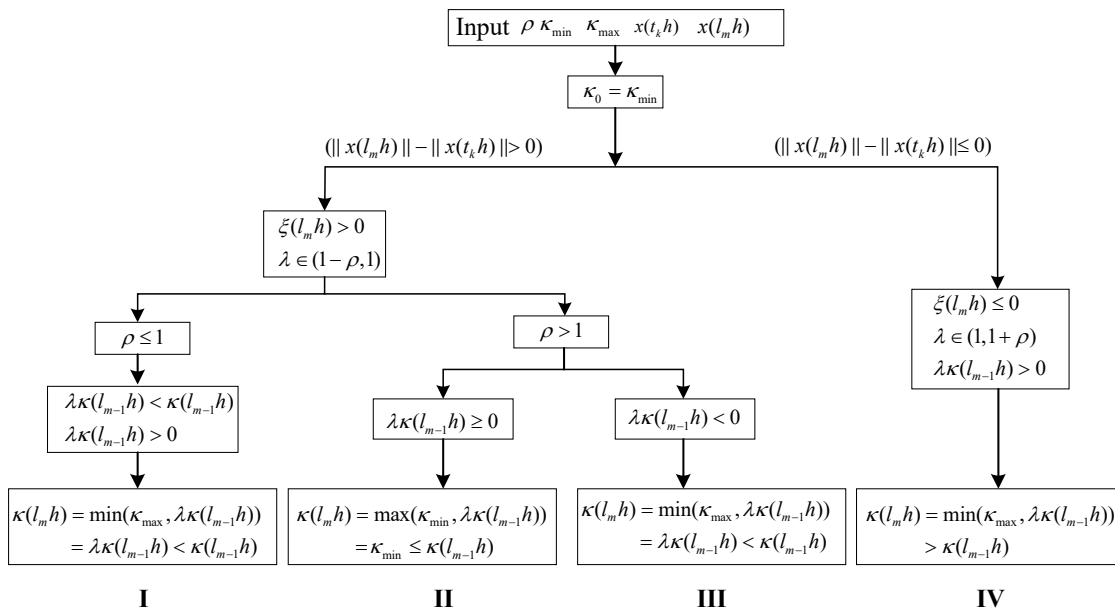 Input ρ κ_min κ_max x(t_k h) x(l_m h)
κ_0 = κ_min
(|| x(l_m h) || − || x(t_k h) || > 0)
(|| x(l_m h) || − || x(t_k h) || ≤ 0)
ξ(l_m h) > 0
λ ∈ (1 − ρ, 1)
ρ ≤ 1
ρ > 1
ξ(l_m h) ≤ 0
λ ∈ (1, 1 + ρ)
λκ(l_{m−1} h) > 0
λκ(l_{m−1} h) < κ(l_{m−1} h)
λκ(l_{m−1} h) > 0
λκ(l_{m−1} h) ≥ 0
λκ(l_{m−1} h) < 0
κ(l_m h) = min(κ_max, λκ(l_{m−1} h))
= λκ(l_{m−1} h) < κ(l_{m−1} h)
κ(l_m h) = max(κ_min, λκ(l_{m−1} h))
= κ_min ≤ κ(l_{m−1} h)
κ(l_m h) = min(κ_max, λκ(l_{m−1} h))
= λκ(l_{m−1} h) < κ(l_{m−1} h)
κ(l_m h) = min(κ_max, λκ(l_{m−1} h))
> κ(l_{m−1} h)
I
II
III
IV